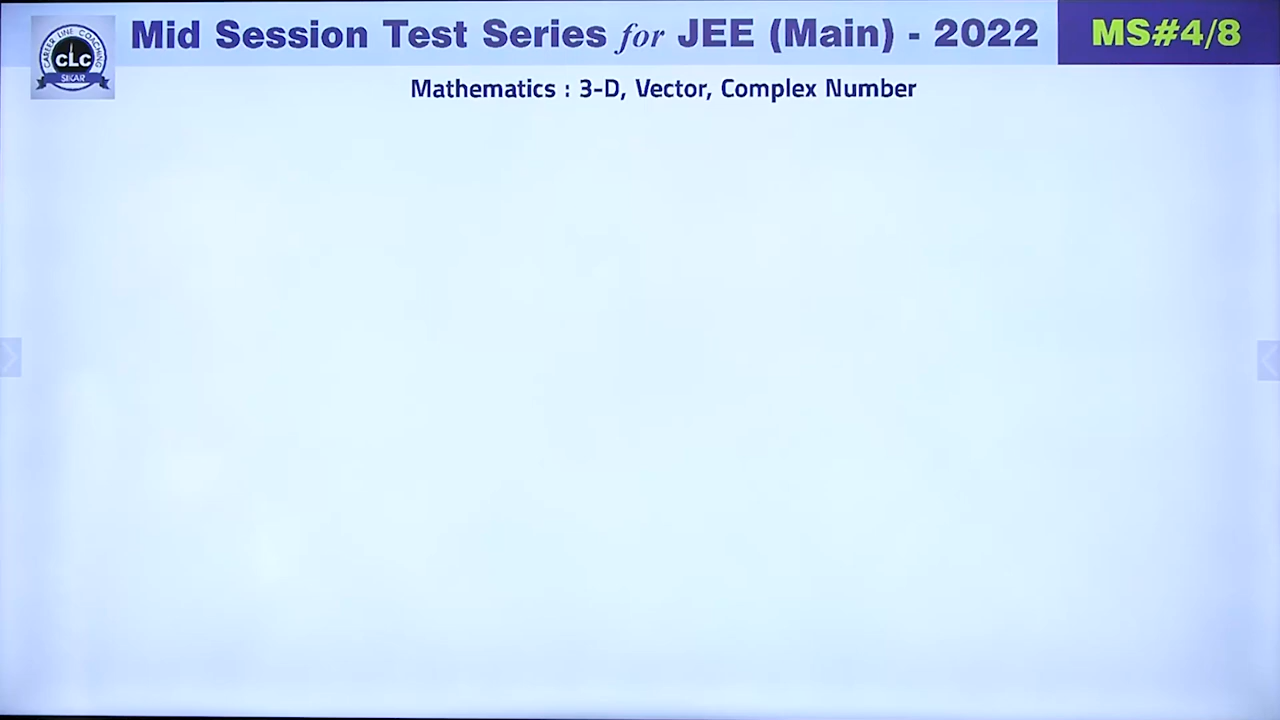 Mid Session Test Series for JEE (Main) - 2022
MS#4/8
CAREER LINE COACHING
CLC
SIKAR
Mathematics : 3-D, Vector, Complex Number